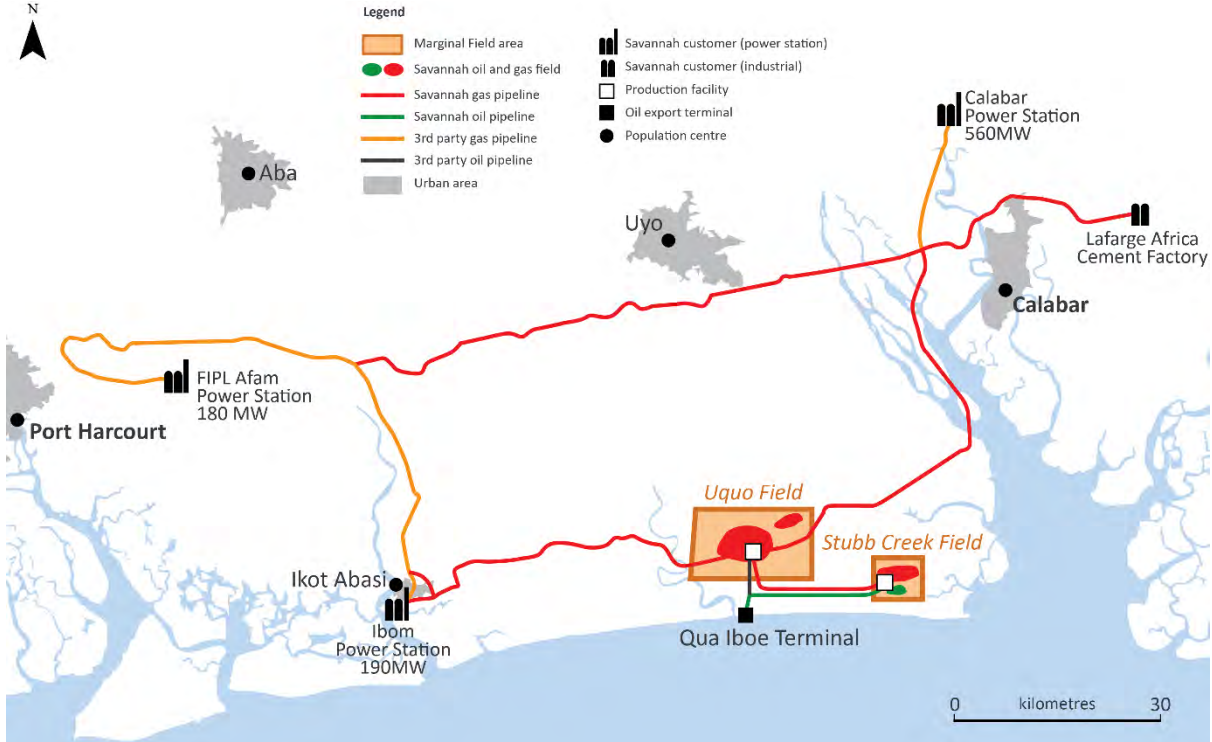 N
Legend
Marginal Field area
Savannah oil and gas field
Savannah gas pipeline
Savannah oil pipeline
3rd party gas pipeline
3rd party oil pipeline
Urban area
Savannah customer (power station)
Savannah customer (industrial)
Production facility
Oil export terminal
Population centre
Calabar
Power Station
560MW
Aba
Uyo
Lafarge Africa
Cement Factory
Calabar
FIPL Afam
Power Station
180 MW
Port Harcourt
Uquo Field
Stubb Creek Field
Ikot Abasi
Ibom
Power Station
190MW
Qua Iboe Terminal
0 kilometres 30